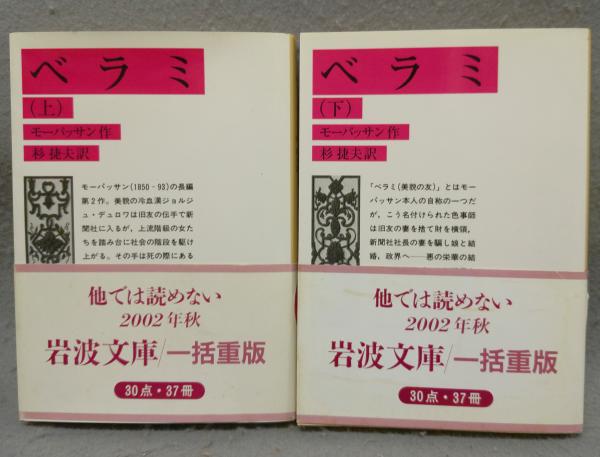 ベラミ
(上)
モーパッサン作
杉 捷夫訳
モーパッサン(1850‐93)の長編
第2作。美貌の冷血漢ジョルジ
ュ・デュロワは旧友の伝手で新
聞社に入るが、上流階級の女た
ちを踏み台に社会の階段を駆け
上がる。その手は死の際にある
他では読めない
2002年秋
岩波文庫/一括重版
30点・37冊
ベラミ
(下)
モーパッサン作
杉 捷夫訳
「ベラミ(美貌の友)」とはモー
パッサン本人の自称の一つだ
が、こう名付けられた色事師
は旧友の妻を捨て財を横領,
新聞社社長の妻を騙し娘と結
婚,政界へ──悪の栄華の結
他では読めない
2002年秋
岩波文庫/一括重版
30点・37冊